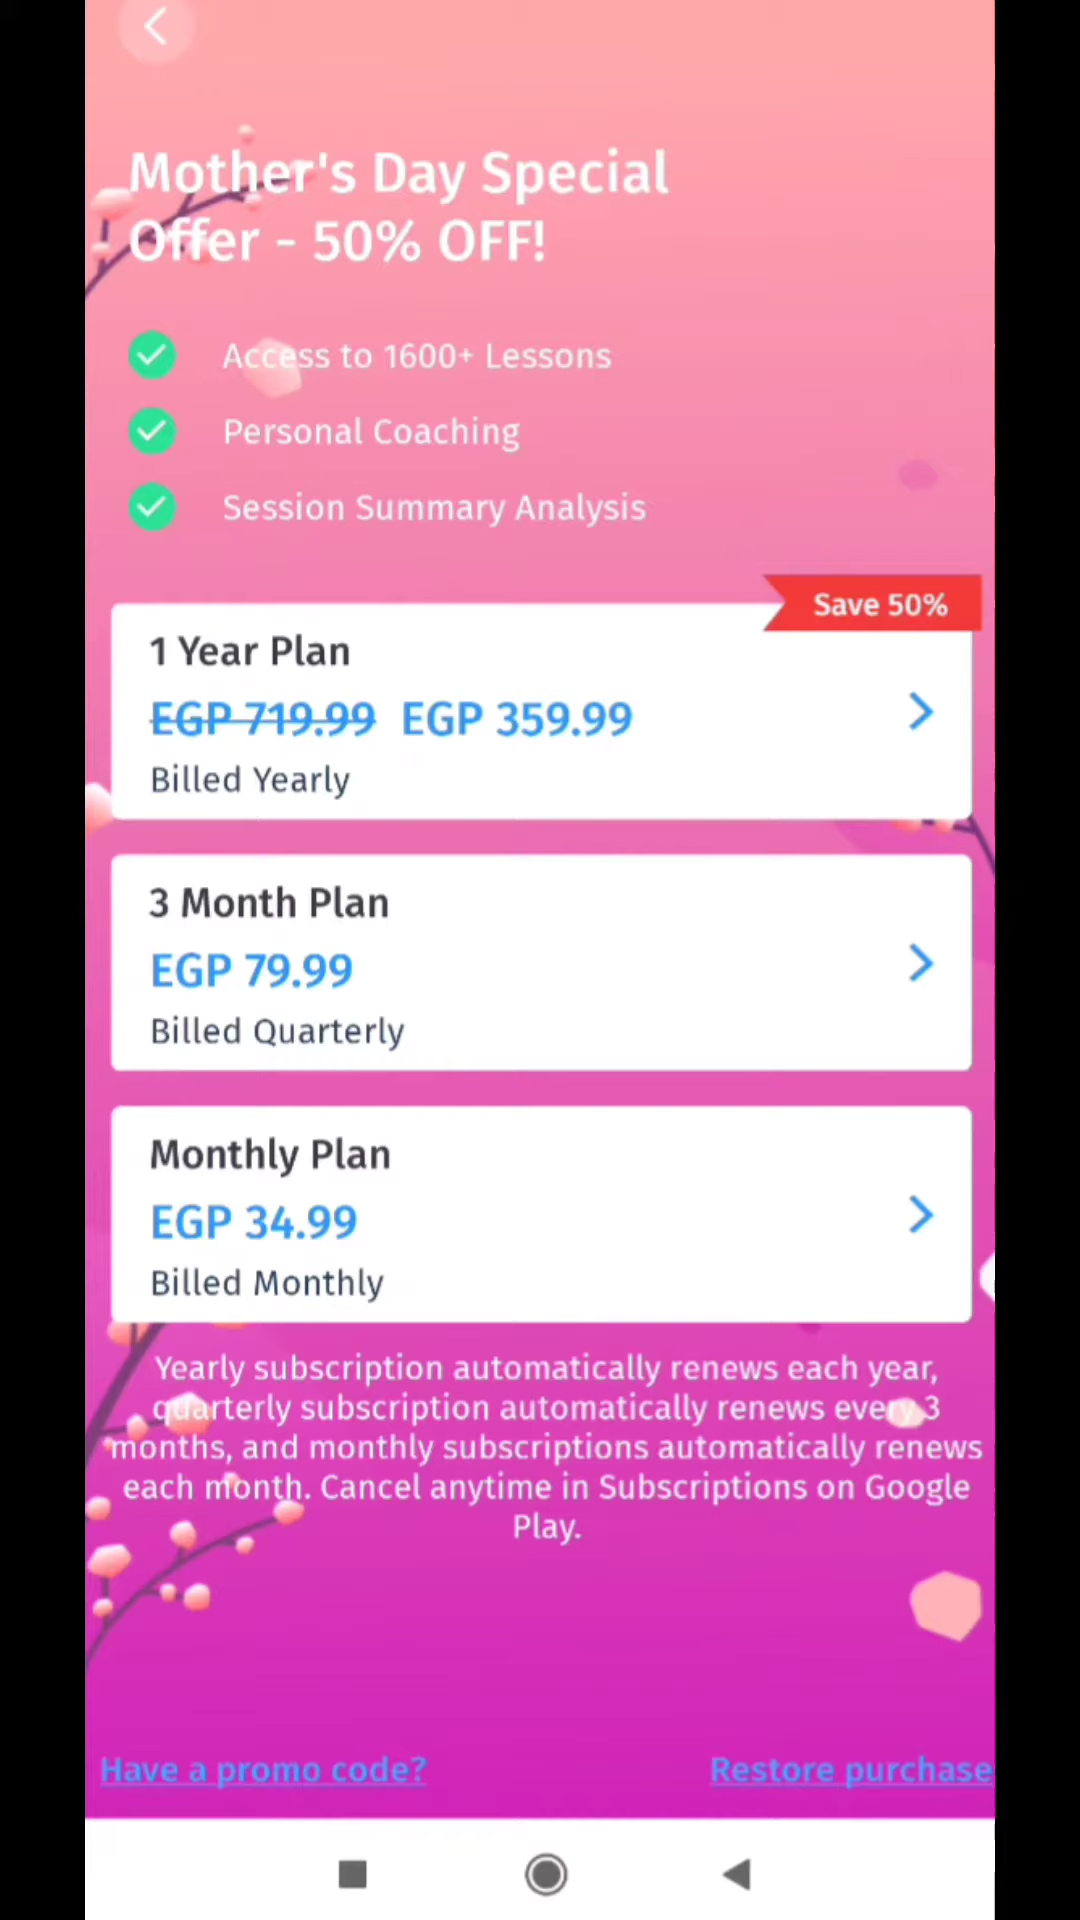 Mother's Day Special
Offer - 50% OFF!
Access to 1600+ Lessons
Personal Coaching
Session Summary Analysis
Save 50%
1 Year Plan
EGP 719.99 EGP 359.99
Billed Yearly
3 Month Plan
EGP 79.99
Billed Quarterly
Monthly Plan
EGP 34.99
Billed Monthly
Yearly subscription automatically renews each year,
quarterly subscription automatically renews every 3
months, and monthly subscriptions automatically renews
each month. Cancel anytime in Subscriptions on Google
Play.
Have a promo code?
Restore purchase